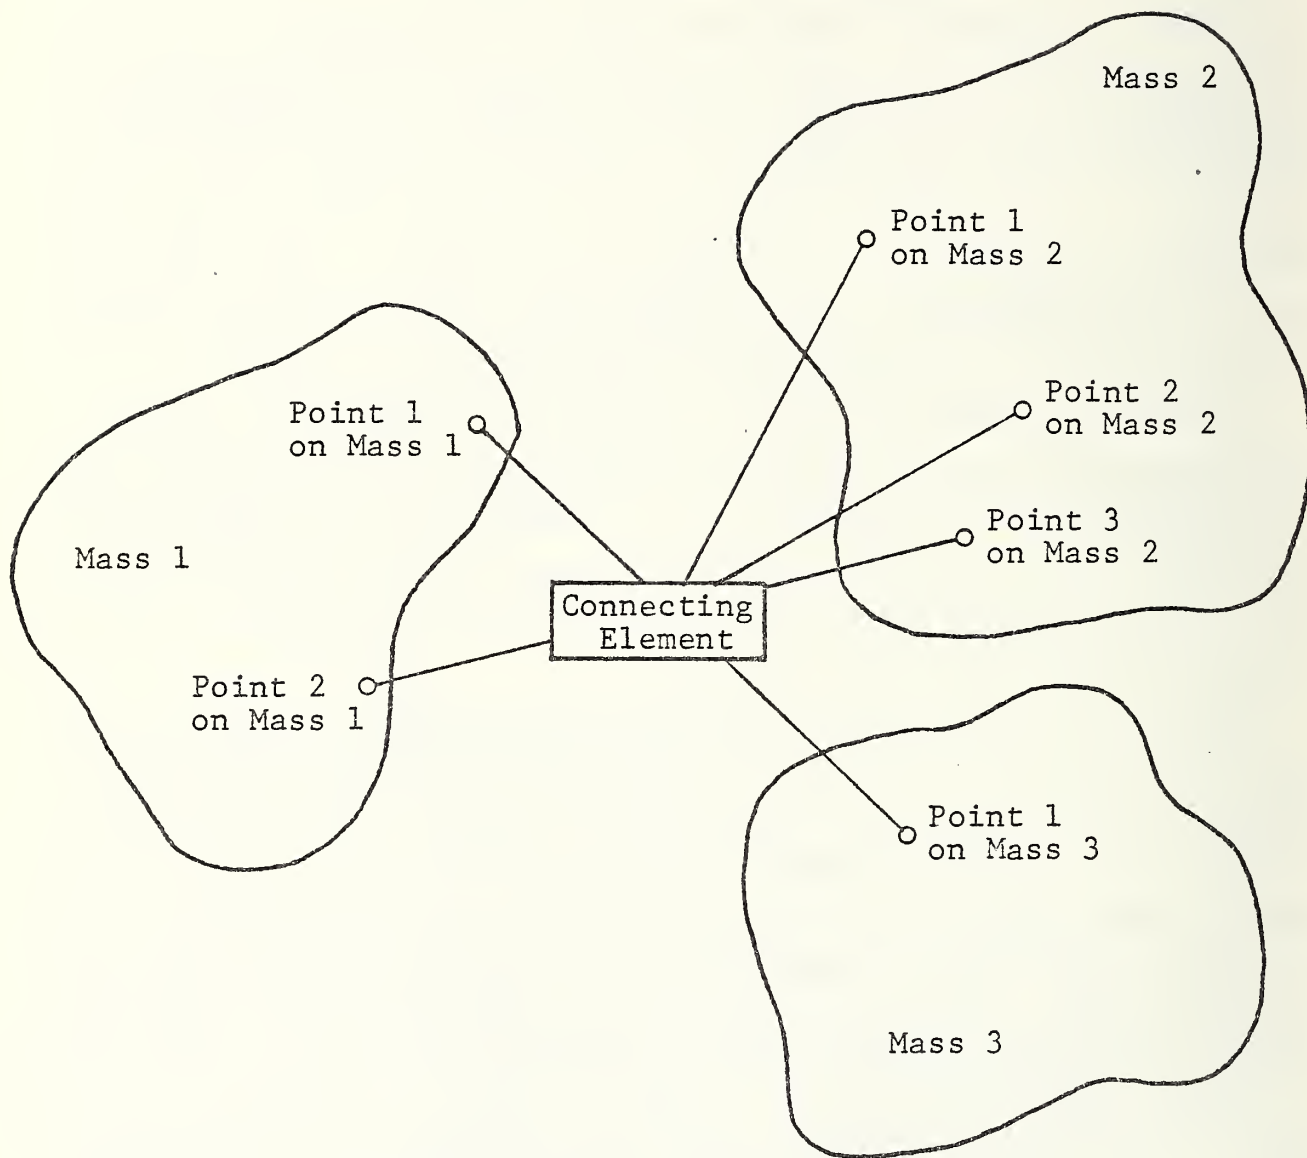 Mass 2
Point 1
on Mass 2
Point 1
on Mass 1
Point 2
on Mass 2
Point 3
on Mass 2
Mass 1
Connecting
Element
Point 2
on Mass 1
Point 1
on Mass 3
Mass 3